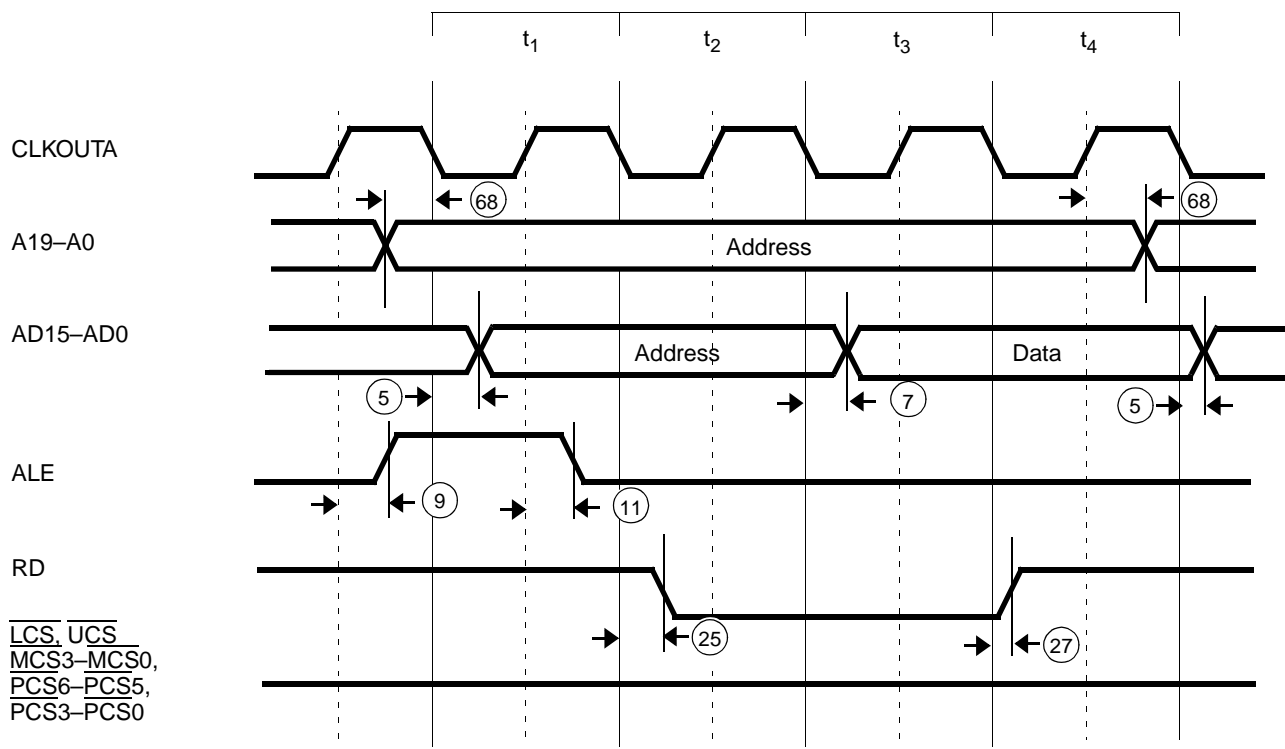 t1 t2 t3 t4
CLKOUTA
68 68
A19–A0 Address
AD15–AD0 Address Data
5 7 5
ALE
9 11
RD
25 27
LCS, UCS
MCS3–MCS0,
PCS6–PCS5,
PCS3–PCS0